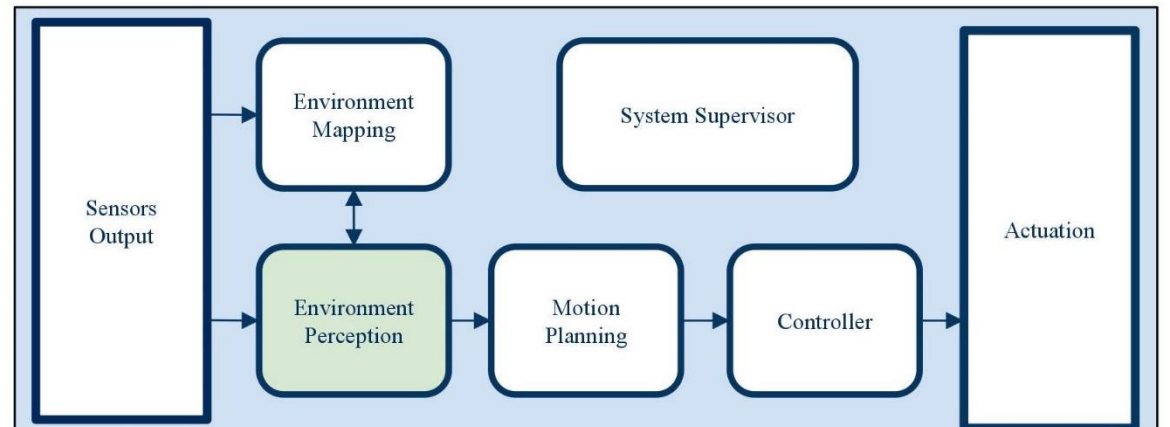 Sensors
Output
Environment
Mapping
System Supervisor
Environment
Perception
Motion
Planning
Controller
Actuation